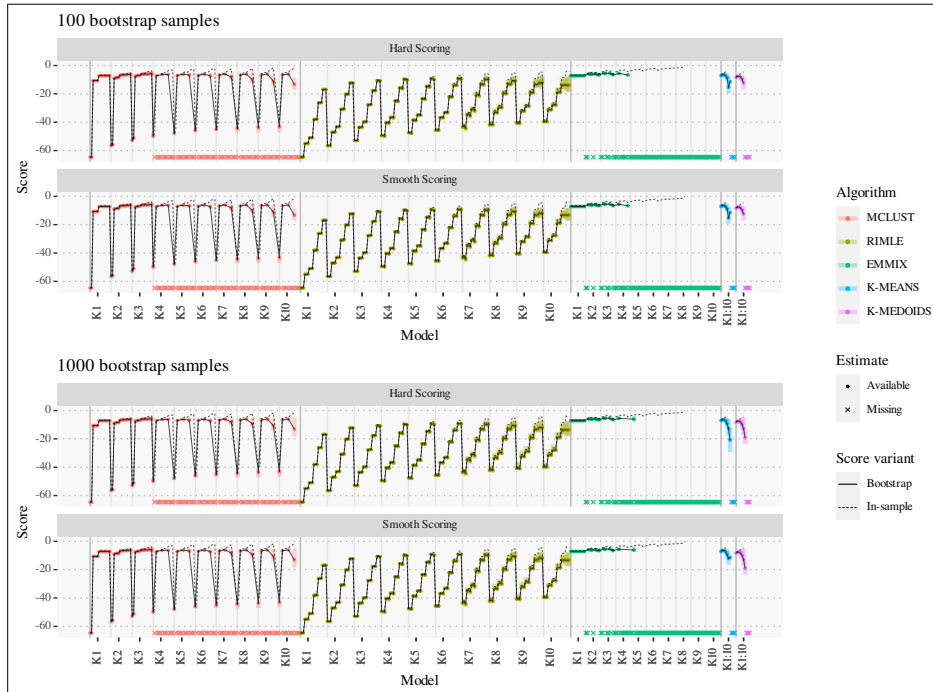 100 bootstrap samples
Hard Scoring
0
-20
-40
-60
Smooth Scoring
0
-20
-40
-60
Score
K1
K2
K3
K4
K5
K6
K7
K8
K9
K10
K1
K2
K3
K4
K5
K6
K7
K8
K9
K10
K1
K2
K3
K4
K5
K6
K7
K8
K9
K10
K1:10
K1:10
Model
1000 bootstrap samples
Hard Scoring
0
-20
-40
-60
Smooth Scoring
0
-20
-40
-60
Score
K1
K2
K3
K4
K5
K6
K7
K8
K9
K10
K1
K2
K3
K4
K5
K6
K7
K8
K9
K10
K1
K2
K3
K4
K5
K6
K7
K8
K9
K10
K1:10
K1:10
Model
Algorithm
MCLUST
RIMLE
EMMIX
K-MEANS
K-MEDOIDS
Estimate
Available
Missing
Score variant
Bootstrap
In-sample